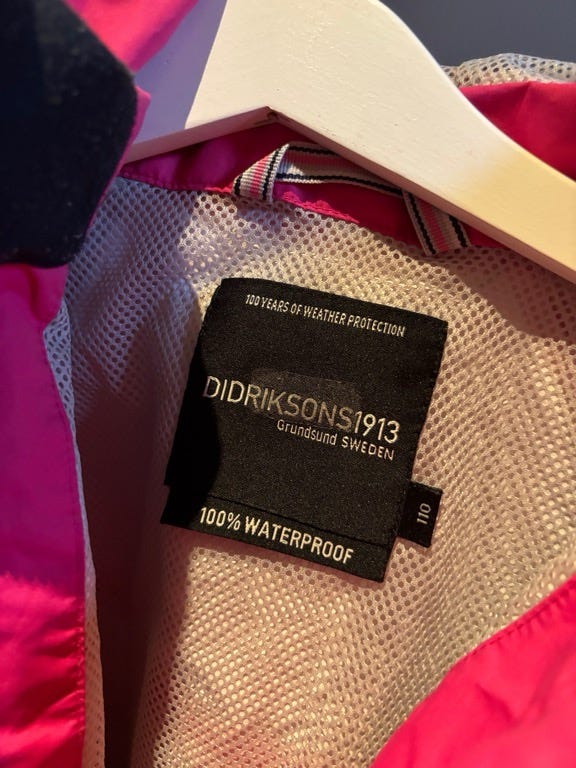 100 YEARS OF WEATHER PROTECTION
DIDRIKSONS1913
Grundsund SWEDEN
110
100% WATERPROOF